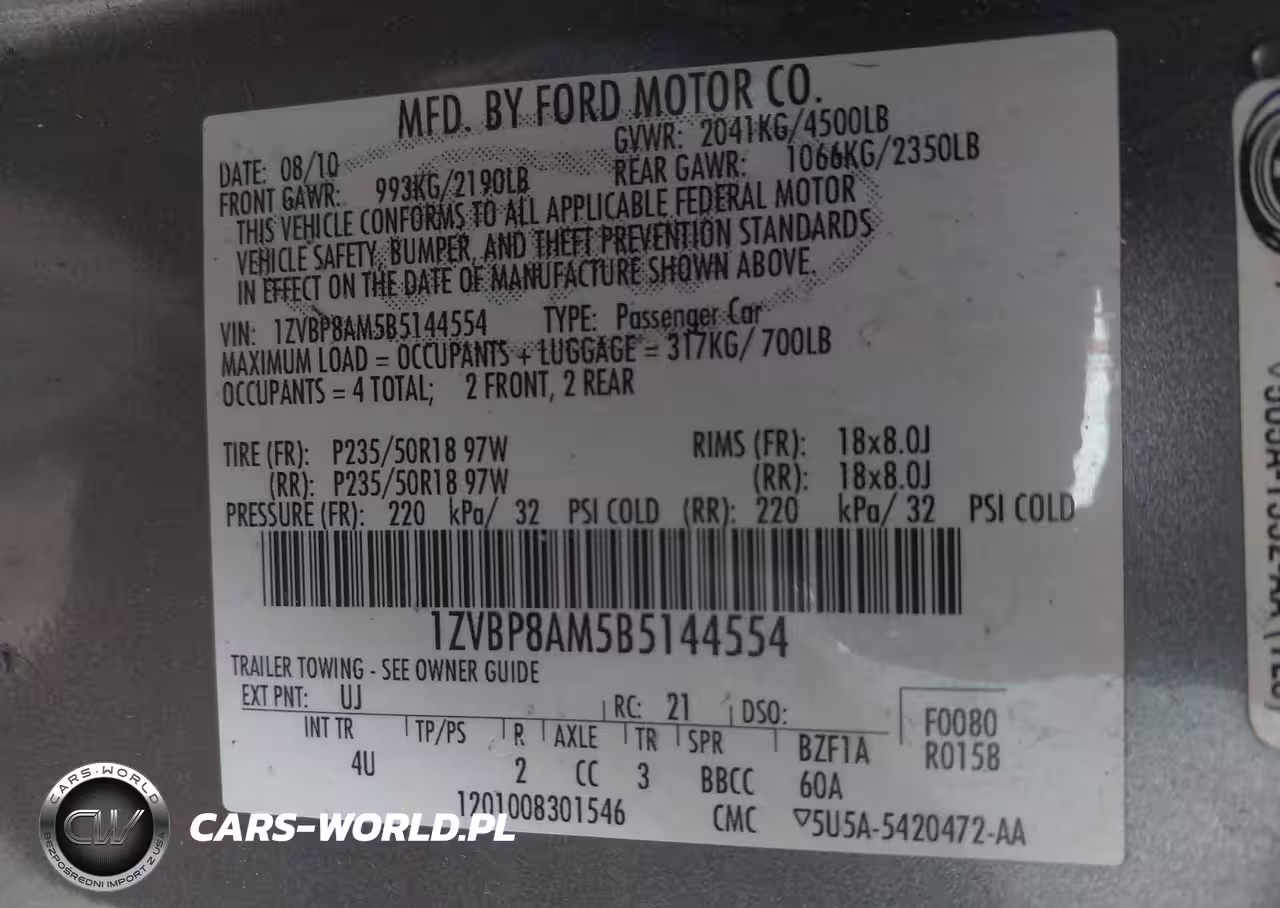 MFD. BY FORD MOTOR CO.
DATE: 08/10 GVWR: 2041KG/4500LB
FRONT GAWR: 993KG/2190LB REAR GAWR: 1066KG/2350LB
THIS VEHICLE CONFORMS TO ALL APPLICABLE FEDERAL MOTOR
VEHICLE SAFETY, BUMPER, AND THEFT PREVENTION STANDARDS
IN EFFECT ON THE DATE OF MANUFACTURE SHOWN ABOVE.
VIN: 1ZVBP8AM5B5144554 TYPE: Passenger Car
MAXIMUM LOAD = OCCUPANTS + LUGGAGE = 317KG/ 700LB
OCCUPANTS = 4 TOTAL; 2 FRONT, 2 REAR
TIRE (FR): P235/50R18 97W RIMS (FR): 18x8.0J
(RR): P235/50R18 97W (RR): 18x8.0J
PRESSURE (FR): 220 kPa/ 32 PSI COLD (RR): 220 kPa/ 32 PSI COLD
1ZVBP8AM5B5144554
TRAILER TOWING - SEE OWNER GUIDE
EXT PNT: UJ RC: 21 DSO: F0080
INT TR TP/PS R AXLE TR SPR BZF1A R0158
4U 2 CC 3 BBCC 60A
1201008301546 CMC ▽5U5A-5420472-AA
CARS-WORLD
CW
BEZPOŚREDNI IMPORT Z USA
CARS-WORLD.PL